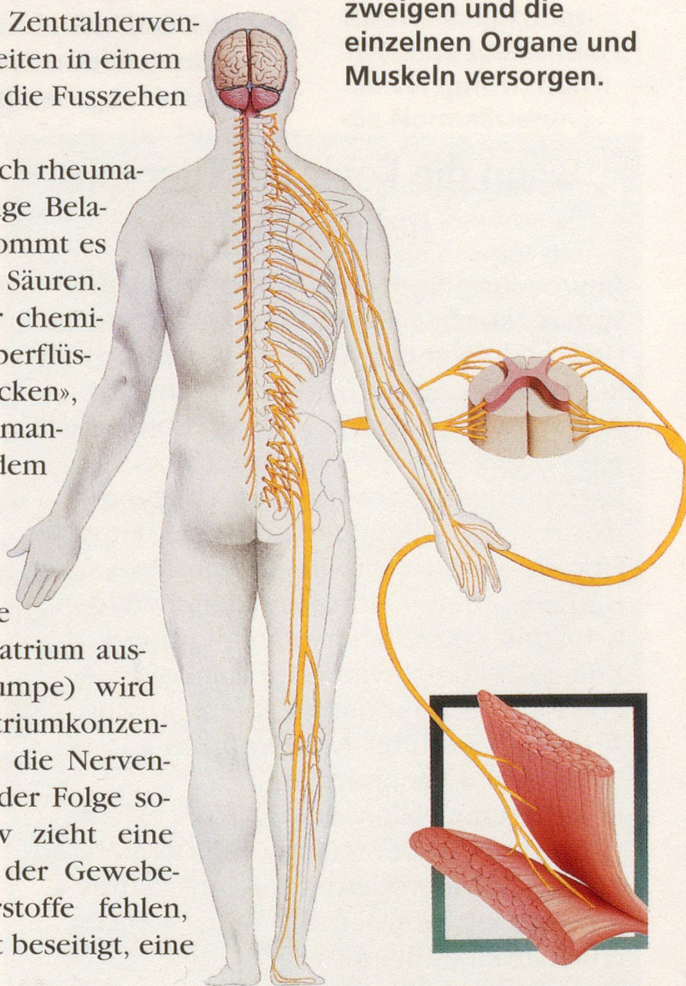 zweigen und die
einzelnen Organe und
Muskeln versorgen.
Zentralnerven-
eiten in einem
die Fusszehen
ch rheuma-
ge Bela-
ommt es
Säuren.
r chemi-
berflüs-
cken»,
man-
dem
e
atrium aus-
umpe) wird
triumkonzen-
die Nerven-
der Folge so-
v zieht eine
der Gewebe-
rstoffe fehlen,
t beseitigt, eine